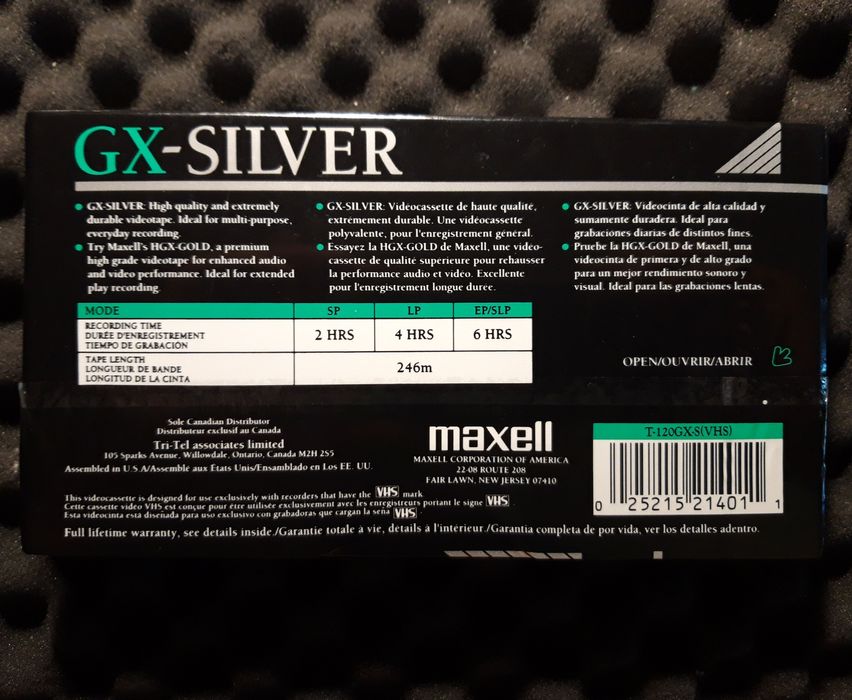 GX-SILVER
GX-SILVER: High quality and extremely
durable videotape. Ideal for multi-purpose,
everyday recording.
Try Maxell's HGX-GOLD, a premium
high grade videotape for enhanced audio
and video performance. Ideal for extended
play recording.
GX-SILVER: Videocassette de haute qualité,
extrêmement durable. Une vidéocassette
polyvalente, pour l'enregistrement général.
Essayez la HGX-GOLD de Maxell, une vidéo-
cassette de qualité superieure pour rehausser
la performance audio et vidéo. Excellente
pour l'enregistrement longue durée.
GX-SILVER: Videocinta de alta calidad y
sumamente duradera. Ideal para
grabaciones diarias de distintos fines.
Pruebe la HGX-GOLD de Maxell, una
videocinta de primera y de alto grado
para un mejor rendimiento sonoro y
visual. Ideal para las grabaciónes lentas.
MODE SP LP EP/SLP
RECORDING TIME
DURÉE D'ENREGISTREMENT
TIEMPO DE GRABACIÓN
2 HRS 4 HRS 6 HRS
TAPE LENGTH
LONGUEUR DE BANDE
LONGITUD DE LA CINTA
246m
OPEN/OUVRIR/ABRIR
Sole Canadian Distributor
Distributeur exclusif au Canada
Tri-Tel associates limited
105 Sparks Avenue, Willowdale, Ontario, Canada M2H 2S5
Assembled in U.S.A/Assemble aux États Unis/Ensamblado en Los EE. UU.
maxell
MAXELL CORPORATION OF AMERICA
22-08 ROUTE 208
FAIR LAWN, NEW JERSEY 07410
T-120GX-S(VHS)
0 25215 21401 1
This videocassette is designed for use exclusively with recorders that have the VHS mark.
Cette cassette vidéo VHS est conçue pour être utilisée exclusivement avec les enregistreurs portant le signe VHS.
Esta videocinta está diseñada para uso exclusivo con grabadoras que cargan la seña VHS.
Full lifetime warranty, see details inside./Garantie totale à vie, détails à l'intérieur./Garantía completa de por vida, ver los detalles adentro.